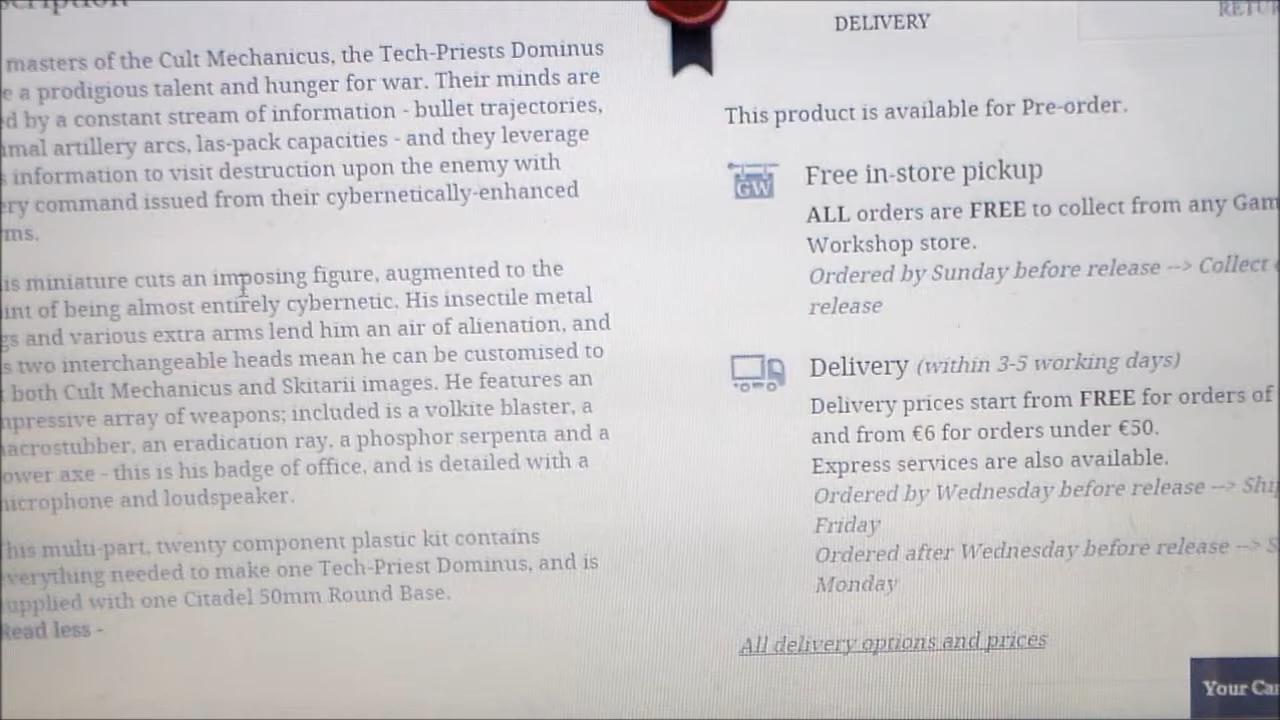 masters of the Cult Mechanicus, the Tech-Priests Dominus
a prodigious talent and hunger for war. Their minds are
by a constant stream of information - bullet trajectories,
artillery arcs, las-pack capacities - and they leverage
information to visit destruction upon the enemy with
command issued from their cybernetically-enhanced
miniature cuts an imposing figure, augmented to the
of being almost entirely cybernetic. His insectile metal
and various extra arms lend him an air of alienation, and
two interchangeable heads mean he can be customised to
both Cult Mechanicus and Skitarii images. He features an
array of weapons; included is a volkite blaster, a
an eradication ray, a phosphor serpenta and a
axe - this is his badge of office, and is detailed with a
and loudspeaker.
multi-part, twenty component plastic kit contains
everything needed to make one Tech-Priest Dominus, and is
supplied with one Citadel 50mm Round Base.
Read less -
DELIVERY
This product is available for Pre-order.
GW
Free in-store pickup
ALL orders are FREE to collect from any
Workshop store.
Ordered by Sunday before release --> Collect
release
Delivery (within 3-5 working days)
Delivery prices start from FREE for orders of
and from €6 for orders under €50.
Express services are also available.
Ordered by Wednesday before release -->
Friday
Ordered after Wednesday before release -->
Monday
All delivery options and prices
Your